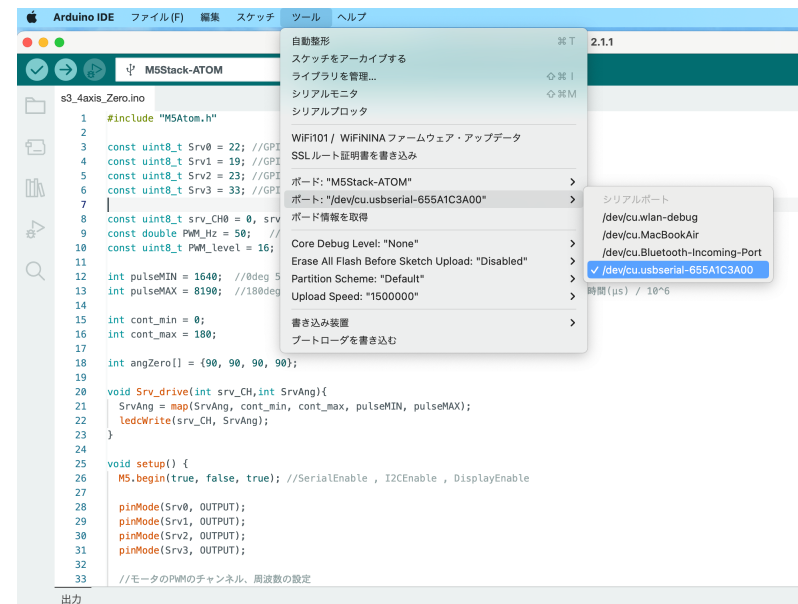 Arduino IDE ファイル(F) 編集 スケッチ ツール ヘルプ
2.1.1
M5Stack-ATOM
s3_4axis_Zero.ino
自動整形 ⌘ T
スケッチをアーカイブする
ライブラリを管理... ⇧ ⌘ I
シリアルモニタ ⇧ ⌘ M
シリアルプロッタ
WiFi101 / WiFiNINAファームウェア・アップデータ
SSLルート証明書を書き込み
ボード: "M5Stack-ATOM"
ポート: "/dev/cu.usbserial-655A1C3A00"
ボード情報を取得
Core Debug Level: "None"
Erase All Flash Before Sketch Upload: "Disabled"
Partition Scheme: "Default"
Upload Speed: "1500000"
書き込み装置
ブートローダを書き込む
シリアルポート
/dev/cu.wlan-debug
/dev/cu.MacBookAir
/dev/cu.Bluetooth-Incoming-Port
✓ /dev/cu.usbserial-655A1C3A00
1 #include "M5Atom.h"
2
3 const uint8_t Srv0 = 22; //GPI
4 const uint8_t Srv1 = 19; //GPI
5 const uint8_t Srv2 = 23; //GPI
6 const uint8_t Srv3 = 33; //GPI
7
8 const uint8_t srv_CH0 = 0, srv
9 const double PWM_Hz = 50; //
10 const uint8_t PWM_level = 16;
11
12 int pulseMIN = 1640; //0deg 5
13 int pulseMAX = 8190; //180deg 時間(μs) / 10^6
14
15 int cont_min = 0;
16 int cont_max = 180;
17
18 int angZero[] = {90, 90, 90, 90};
19
20 void Srv_drive(int srv_CH,int SrvAng){
21 SrvAng = map(SrvAng, cont_min, cont_max, pulseMIN, pulseMAX);
22 ledcWrite(srv_CH, SrvAng);
23 }
24
25 void setup() {
26 M5.begin(true, false, true); //SerialEnable , I2CEnable , DisplayEnable
27
28 pinMode(Srv0, OUTPUT);
29 pinMode(Srv1, OUTPUT);
30 pinMode(Srv2, OUTPUT);
31 pinMode(Srv3, OUTPUT);
32
33 //モータのPWMのチャンネル、周波数の設定
出力